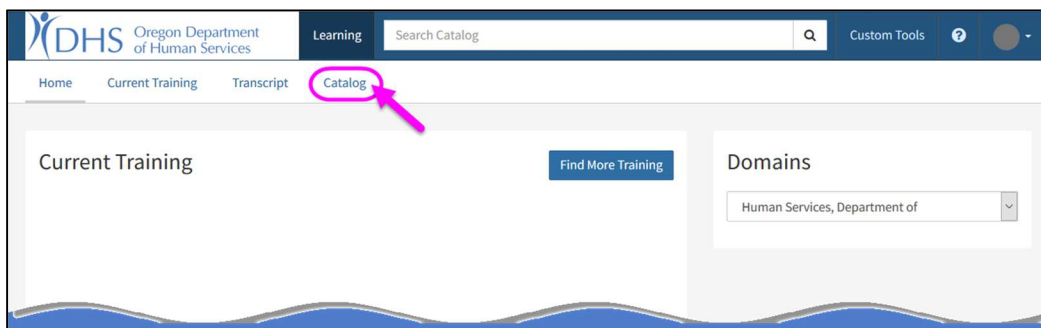 DHS Oregon Department of Human Services
Learning
Search Catalog
Custom Tools
?
Home Current Training Transcript Catalog
Current Training
Find More Training
Domains
Human Services, Department of